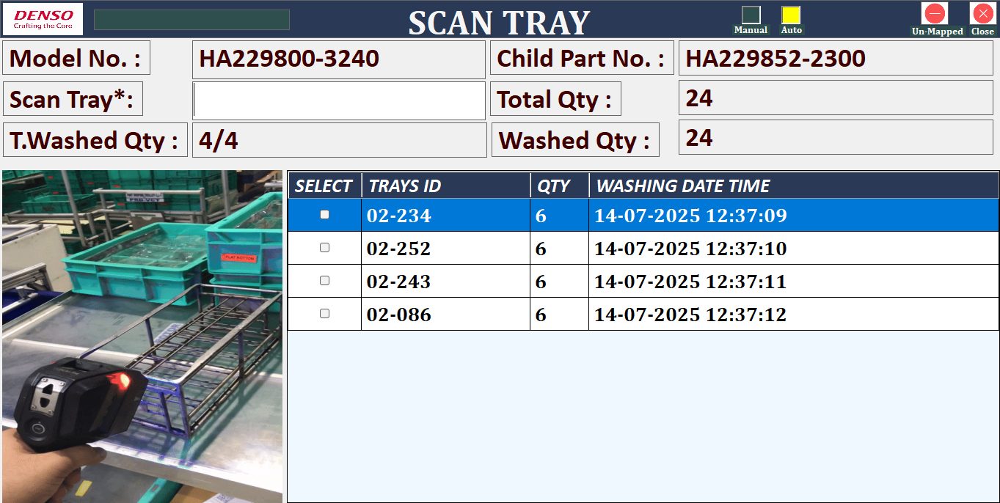 DENSO
Crafting the Core
SCAN TRAY
Manual
Auto
Un-Mapped
Close
Model No. :
HA229800-3240
Child Part No. :
HA229852-2300
Scan Tray*:
Total Qty :
24
T.Washed Qty :
4/4
Washed Qty :
24
SELECT TRAYS ID QTY WASHING DATE TIME
02-234 6 14-07-2025 12:37:09
02-252 6 14-07-2025 12:37:10
02-243 6 14-07-2025 12:37:11
02-086 6 14-07-2025 12:37:12
FLAT BOTTOM